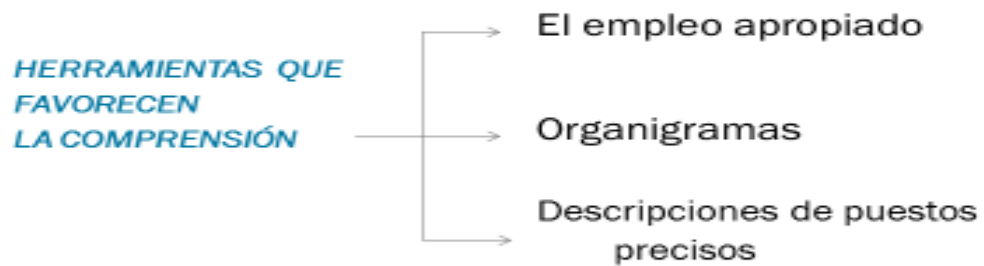 HERRAMIENTAS QUE
FAVORECEN
LA COMPRENSIÓN
El empleo apropiado
Organigramas
Descripciones de puestos
precisos